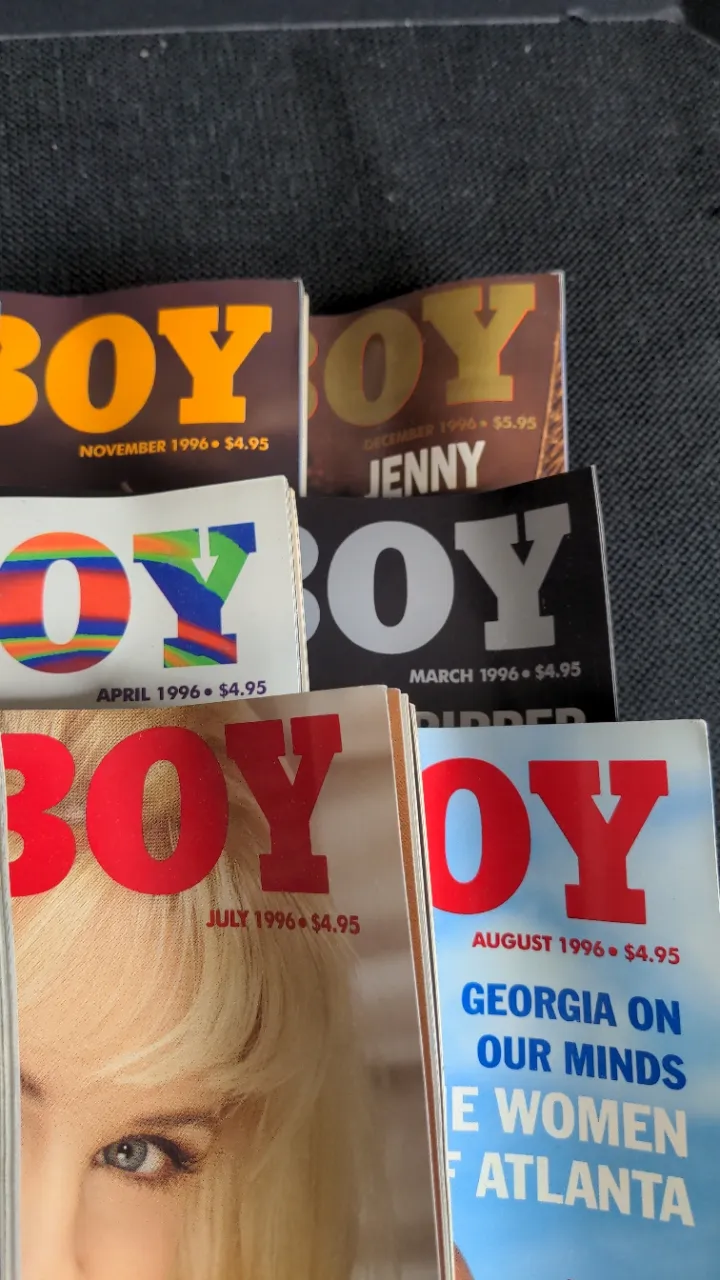 BOY
NOVEMBER 1996 • $4.95
BOY
DECEMBER 1996 • $5.95
JENNY
OY
APRIL 1996 • $4.95
BOY
MARCH 1996 • $4.95
RIPPER
BOY
JULY 1996 • $4.95
OY
AUGUST 1996 • $4.95
GEORGIA ON
OUR MINDS
E WOMEN
F ATLANTA